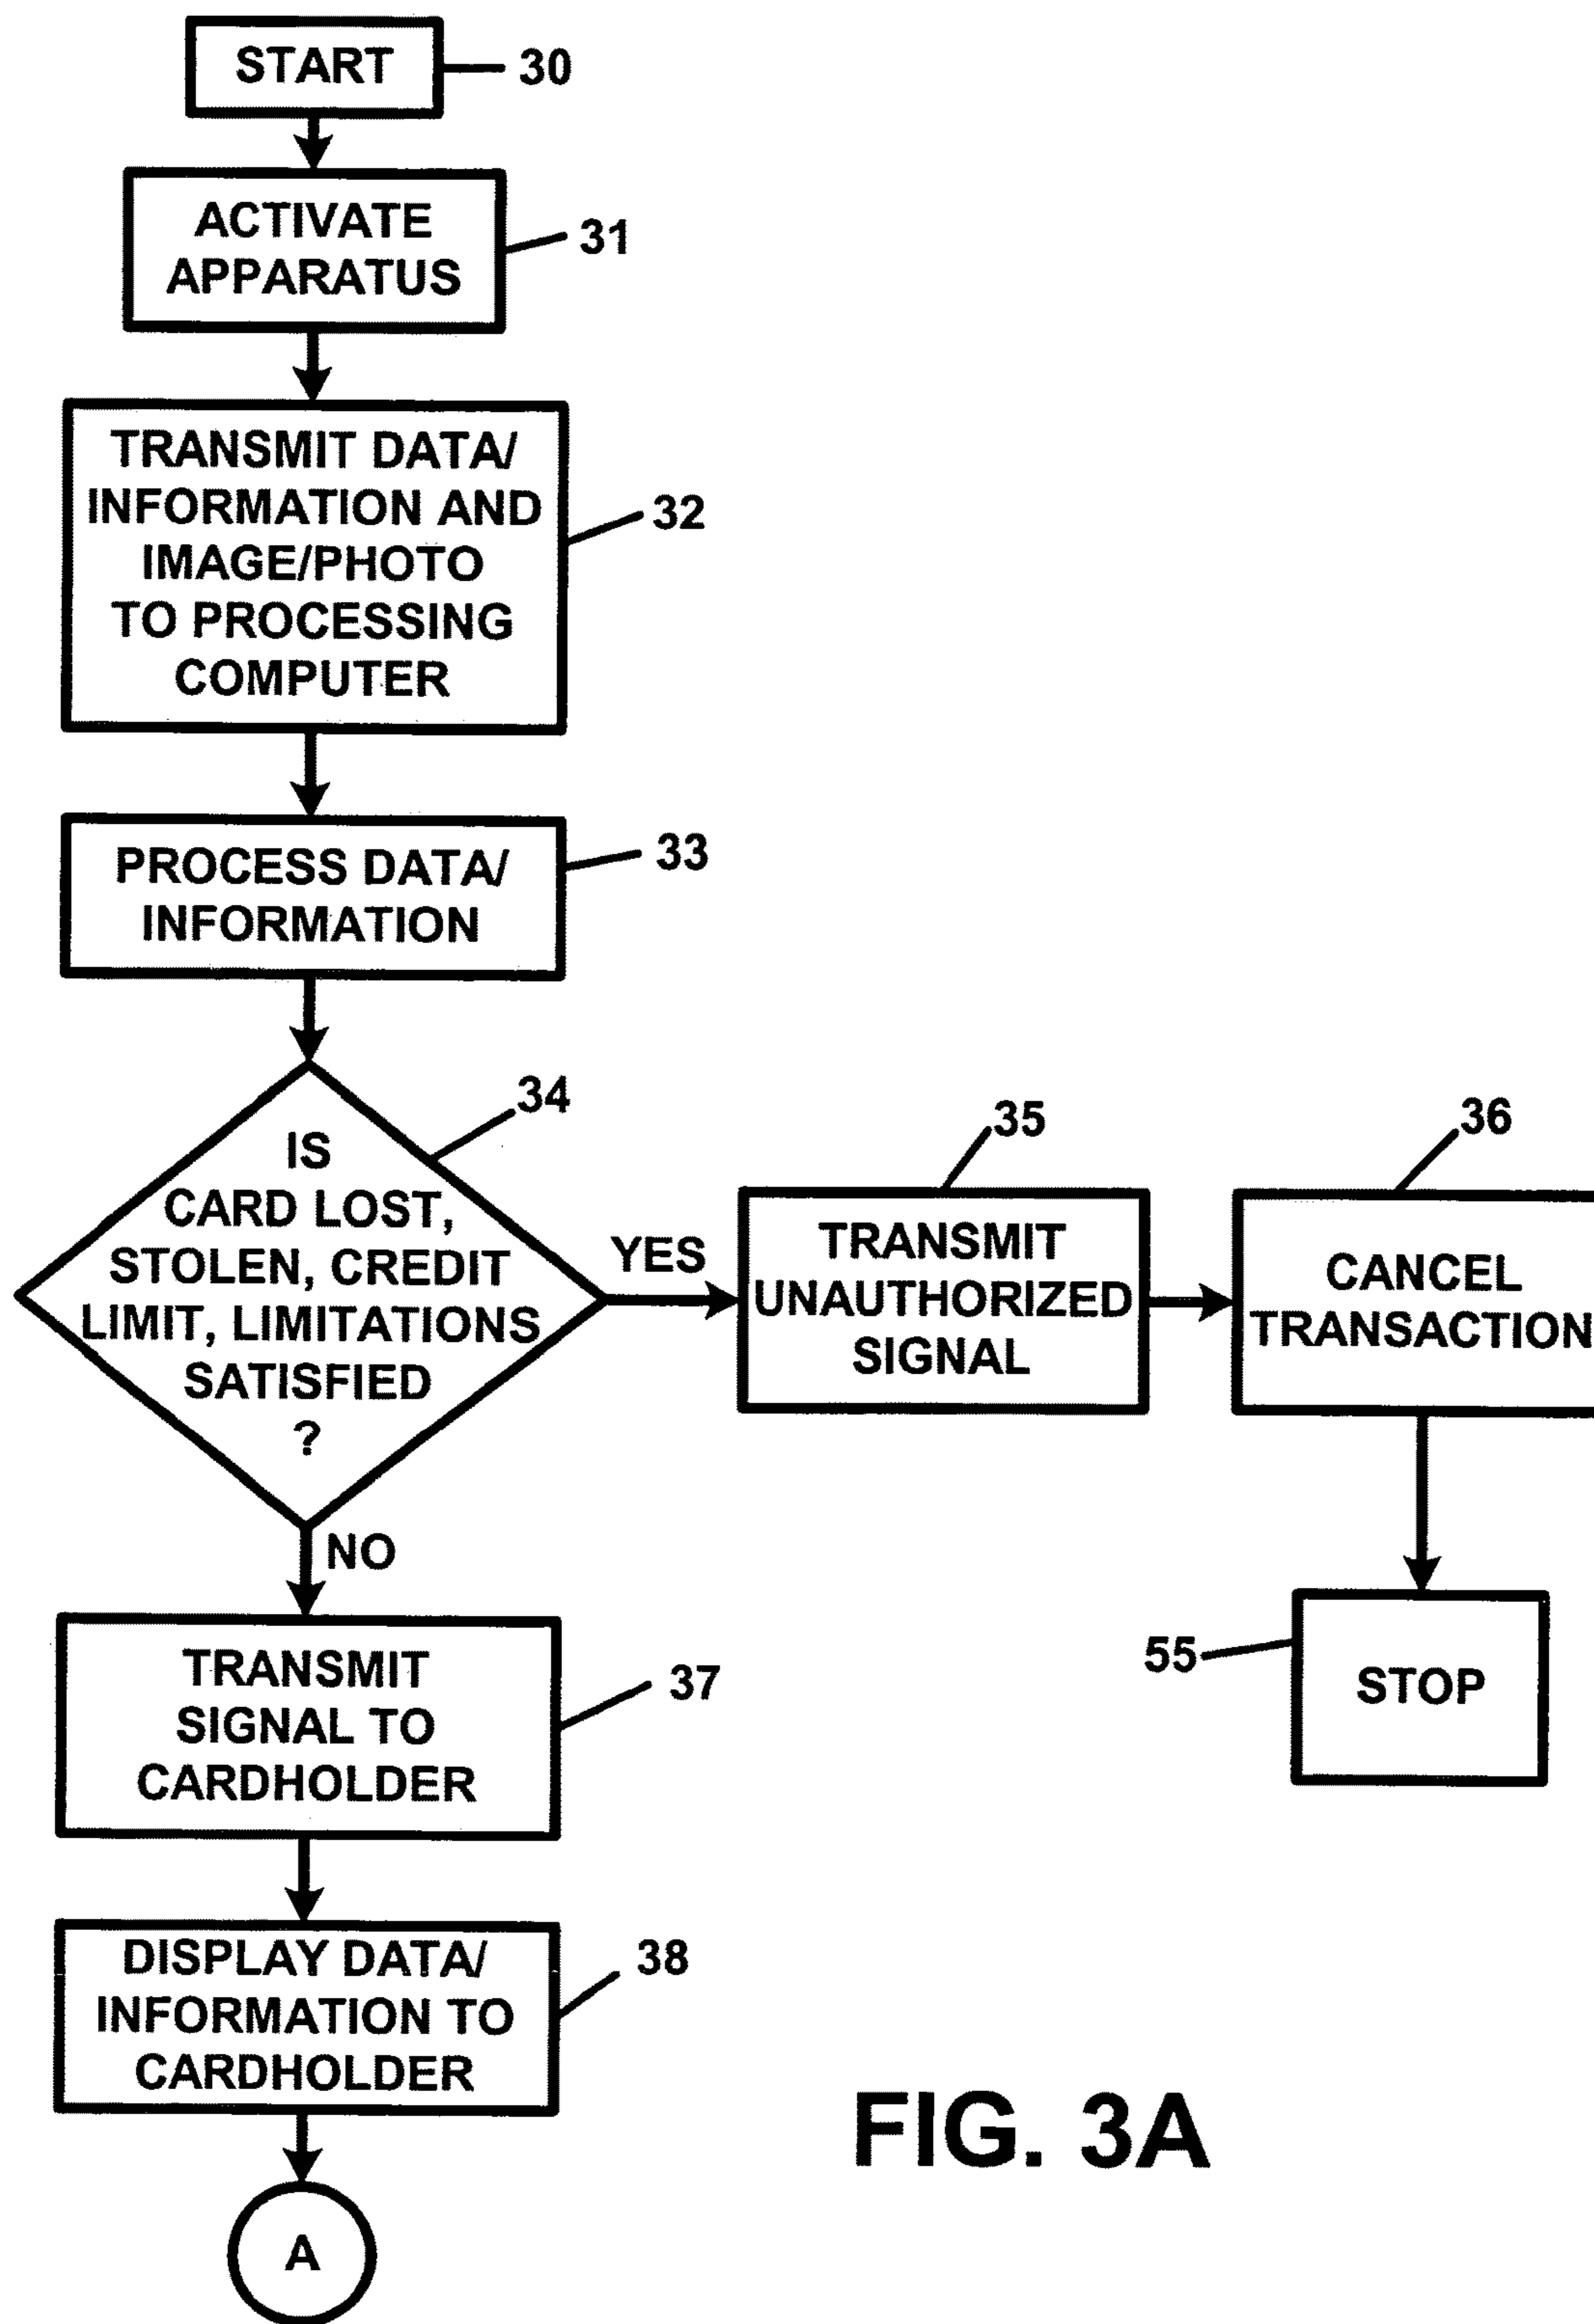 START
30
ACTIVATE
APPARATUS
31
TRANSMIT DATA/
INFORMATION AND
IMAGE/PHOTO
TO PROCESSING
COMPUTER
32
PROCESS DATA/
INFORMATION
33
IS
CARD LOST,
STOLEN, CREDIT
LIMIT, LIMITATIONS
SATISFIED
?
34
YES
TRANSMIT
UNAUTHORIZED
SIGNAL
35
CANCEL
TRANSACTION
36
STOP
55
NO
TRANSMIT
SIGNAL TO
CARDHOLDER
37
DISPLAY DATA/
INFORMATION TO
CARDHOLDER
38
A
FIG. 3A